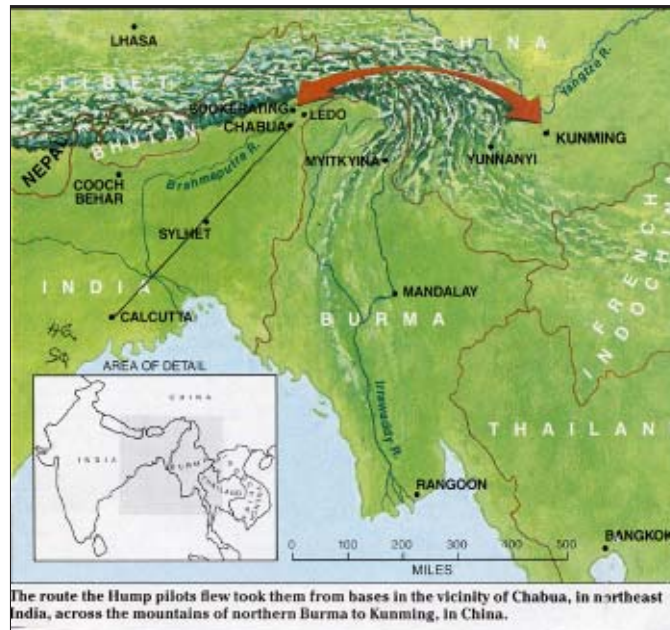 LHASA
CHINA
TIBET
Yangtze R.
SOOKERATING
LEDO
CHABUA
KUNMING
NEPAL
BHUTAN
MYITKYINA
YUNNANYI
COOCH
BEHAR
Brahmaputra R.
SYLHET
FRENCH
INDOCHINA
INDIA
MANDALAY
CALCUTTA
BURMA
AREA OF DETAIL
CHINA
INDIA
BURMA
THAILAND
Irrawaddy R.
THAILAN
RANGOON
0 100 200 300 400 500
MILES
BANGKOK
The route the Hump pilots flew took them from bases in the vicinity of Chabua, in northeast
India, across the mountains of northern Burma to Kunming, in China.